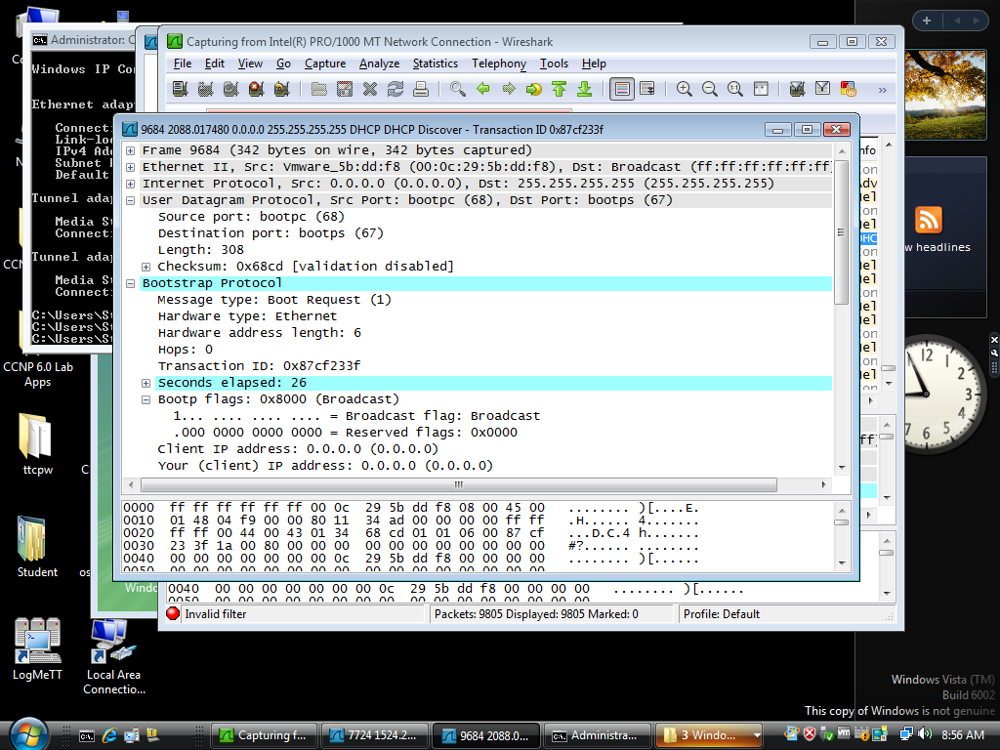 Administrator: C
Windows IP Co
Ethernet adap
Connecti
Link-loc
IPv4 Ad
Subnet
Default
Tunnel adap
Media St
Connecti
Tunnel adap
Media St
Connecti
C:\Users\St
C:\Users\St
C:\Users\St
Capturing from Intel(R) PRO/1000 MT Network Connection - Wireshark
File Edit View Go Capture Analyze Statistics Telephony Tools Help
9684 2088.017480 0.0.0.0 255.255.255.255 DHCP DHCP Discover - Transaction ID 0x87cf233f
Frame 9684 (342 bytes on wire, 342 bytes captured)
Ethernet II, Src: Vmware_5b:dd:f8 (00:0c:29:5b:dd:f8), Dst: Broadcast (ff:ff:ff:ff:ff:ff)
Internet Protocol, Src: 0.0.0.0 (0.0.0.0), Dst: 255.255.255.255 (255.255.255.255)
User Datagram Protocol, Src Port: bootpc (68), Dst Port: bootps (67)
Source port: bootpc (68)
Destination port: bootps (67)
Length: 308
Checksum: 0x68cd [validation disabled]
Bootstrap Protocol
Message type: Boot Request (1)
Hardware type: Ethernet
Hardware address length: 6
Hops: 0
Transaction ID: 0x87cf233f
Seconds elapsed: 26
Bootp flags: 0x8000 (Broadcast)
1... .... .... .... = Broadcast flag: Broadcast
.000 0000 0000 0000 = Reserved flags: 0x0000
Client IP address: 0.0.0.0 (0.0.0.0)
Your (client) IP address: 0.0.0.0 (0.0.0.0)
0000 ff ff ff ff ff ff 00 0c 29 5b dd f8 08 00 45 00 ........ )[....E.
0010 01 48 04 f9 00 00 80 11 34 ad 00 00 00 00 ff ff .H...... 4.......
0020 ff ff 00 44 00 43 01 34 68 cd 01 01 06 00 87 cf ...D.C.4 h.......
0030 23 3f 1a 00 80 00 00 00 00 00 00 00 00 00 00 00 #?...... ........
0040 00 00 00 00 00 00 00 0c 29 5b dd f8 00 00 00 00 ........ )[......
0040 00 00 00 00 00 00 00 0c 29 5b dd f8 00 00 00 00 ........ )[......
Invalid filter
Packets: 9805 Displayed: 9805 Marked: 0
Profile: Default
nfo
w headlines
12 1 2 3 4 5 6 7
CCNP 6.0 Lab
Apps
ttcpw
Student
os
Windo
LogMeTT
Local Area
Connectio...
Windows Vista (TM)
Build 6002
This copy of Windows is not genuine
Capturing f...
7724 1524.2...
9684 2088.0...
Administra...
3 Windo...
8:56 AM